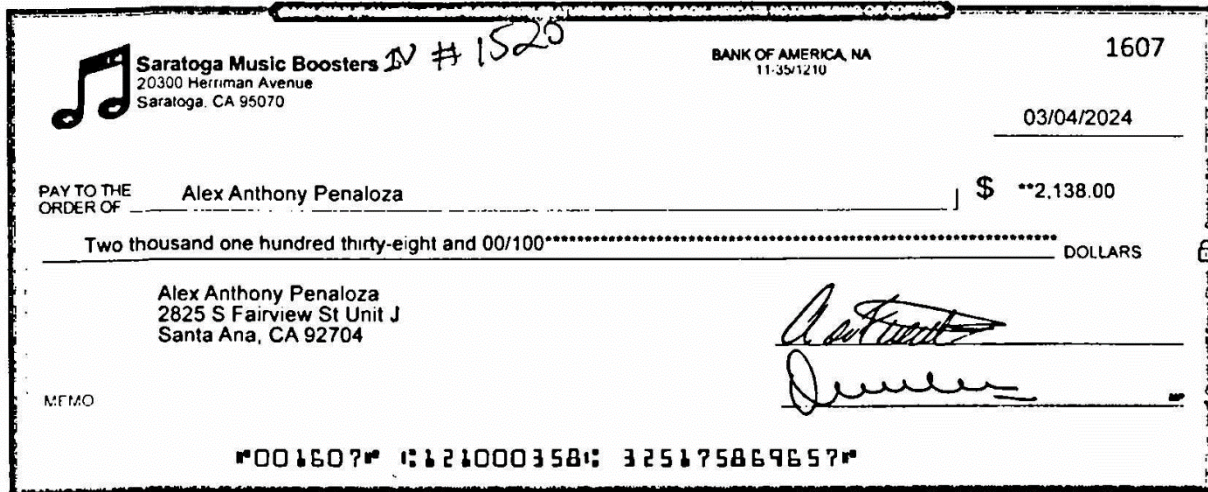 Saratoga Music Boosters IV # 1520
20300 Herriman Avenue
Saratoga, CA 95070
BANK OF AMERICA, NA
11-35/1210
1607
03/04/2024
PAY TO THE
ORDER OF
Alex Anthony Penaloza
$ **2,138.00
Two thousand one hundred thirty-eight and 00/100**************************************************
DOLLARS
Alex Anthony Penaloza
2825 S Fairview St Unit J
Santa Ana, CA 92704
MEMO
MP
⑈001607⑈ ⑆121000358⑆ 325175869657⑈